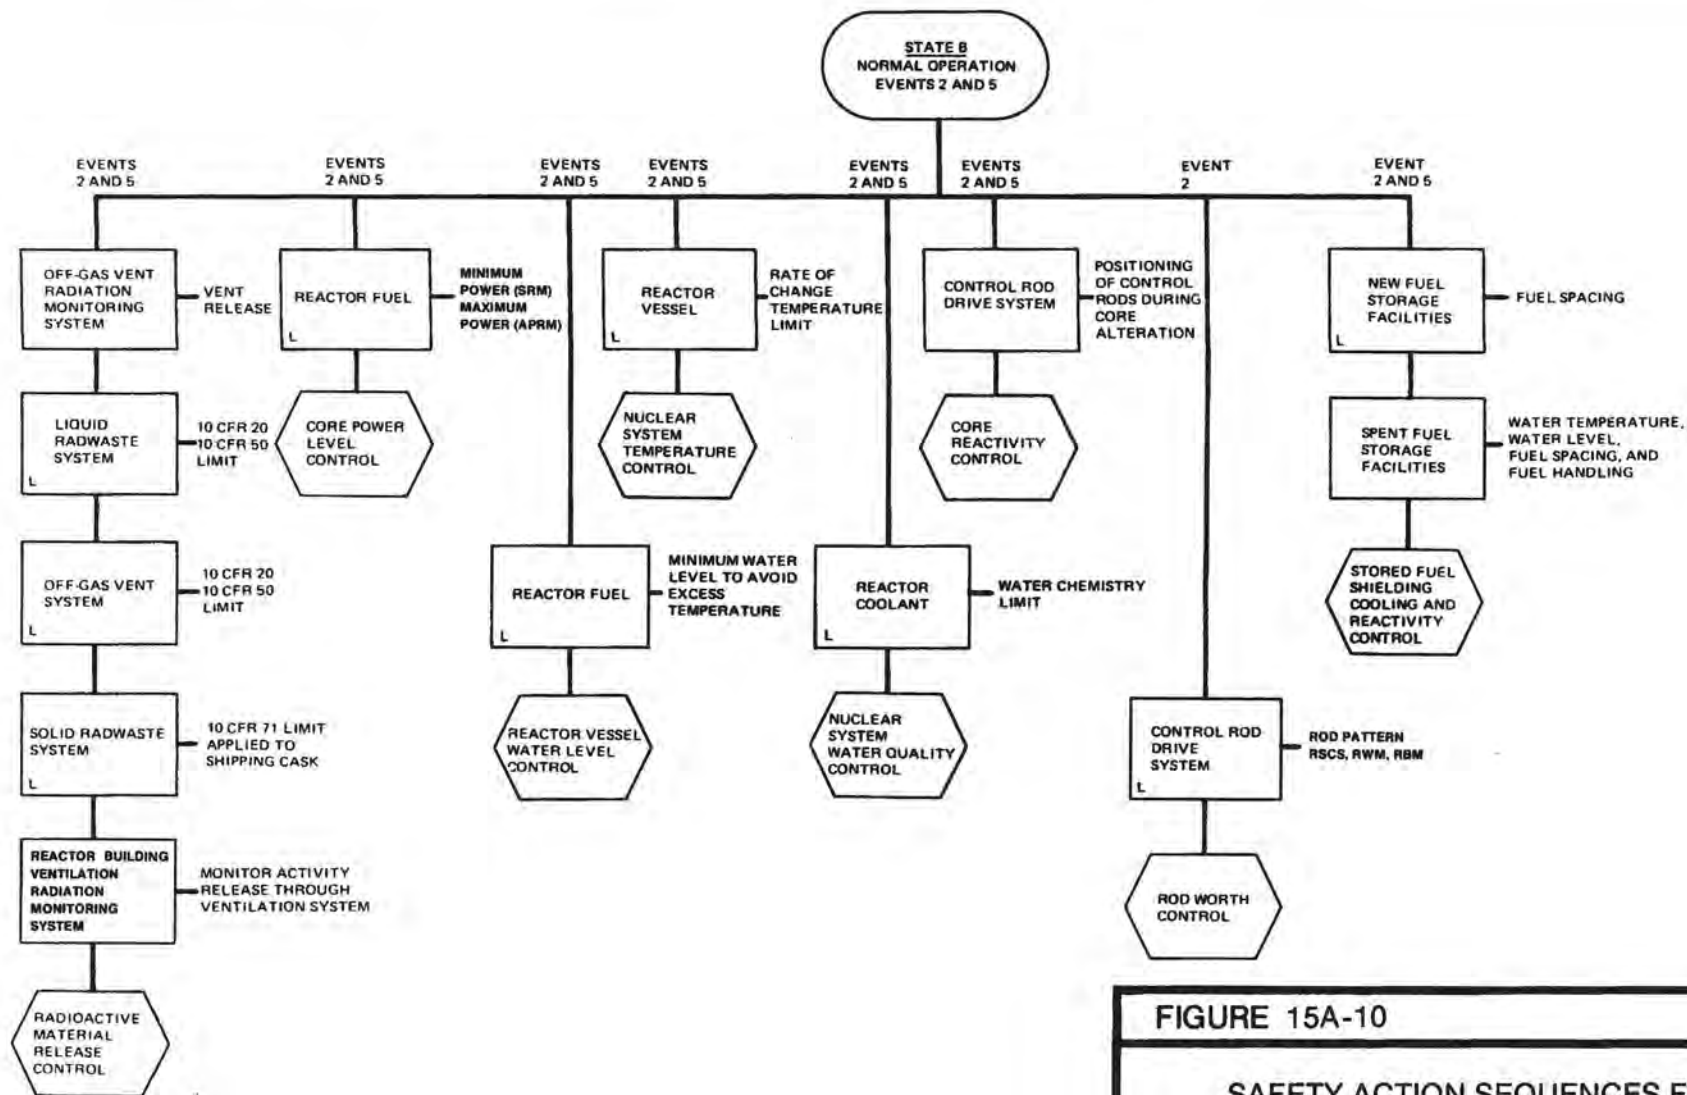 STATE B
NORMAL OPERATION
EVENTS 2 AND 5
EVENTS
2 AND 5
EVENTS
2 AND 5
EVENTS
2 AND 5
EVENTS
2 AND 5
EVENTS
2 AND 5
EVENTS
2 AND 5
EVENT
2
EVENT
2 AND 5
OFF-GAS VENT
RADIATION
MONITORING
SYSTEM
VENT
RELEASE
LIQUID
RADWASTE
SYSTEM
L
10 CFR 20
10 CFR 50
LIMIT
OFF-GAS VENT
SYSTEM
L
10 CFR 20
10 CFR 50
LIMIT
SOLID RADWASTE
SYSTEM
L
10 CFR 71 LIMIT
APPLIED TO
SHIPPING CASK
REACTOR BUILDING
VENTILATION
RADIATION
MONITORING
SYSTEM
MONITOR ACTIVITY
RELEASE THROUGH
VENTILATION SYSTEM
RADIOACTIVE
MATERIAL
RELEASE
CONTROL
REACTOR FUEL
L
MINIMUM
POWER (SRM)
MAXIMUM
POWER (APRM)
CORE POWER
LEVEL
CONTROL
REACTOR FUEL
L
MINIMUM WATER
LEVEL TO AVOID
EXCESS
TEMPERATURE
REACTOR VESSEL
WATER LEVEL
CONTROL
REACTOR
VESSEL
L
RATE OF
CHANGE
TEMPERATURE
LIMIT
NUCLEAR
SYSTEM
TEMPERATURE
CONTROL
REACTOR
COOLANT
L
WATER CHEMISTRY
LIMIT
NUCLEAR
SYSTEM
WATER QUALITY
CONTROL
CONTROL ROD
DRIVE SYSTEM
POSITIONING
OF CONTROL
RODS DURING
CORE
ALTERATION
CORE
REACTIVITY
CONTROL
CONTROL ROD
DRIVE
SYSTEM
L
ROD PATTERN
RSCS, RWM, RBM
ROD WORTH
CONTROL
NEW FUEL
STORAGE
FACILITIES
L
FUEL SPACING
SPENT FUEL
STORAGE
FACILITIES
WATER TEMPERATURE,
WATER LEVEL,
FUEL SPACING, AND
FUEL HANDLING
STORED FUEL
SHIELDING
COOLING AND
REACTIVITY
CONTROL
FIGURE 15A-10
SAFETY ACTION SEQUENCES